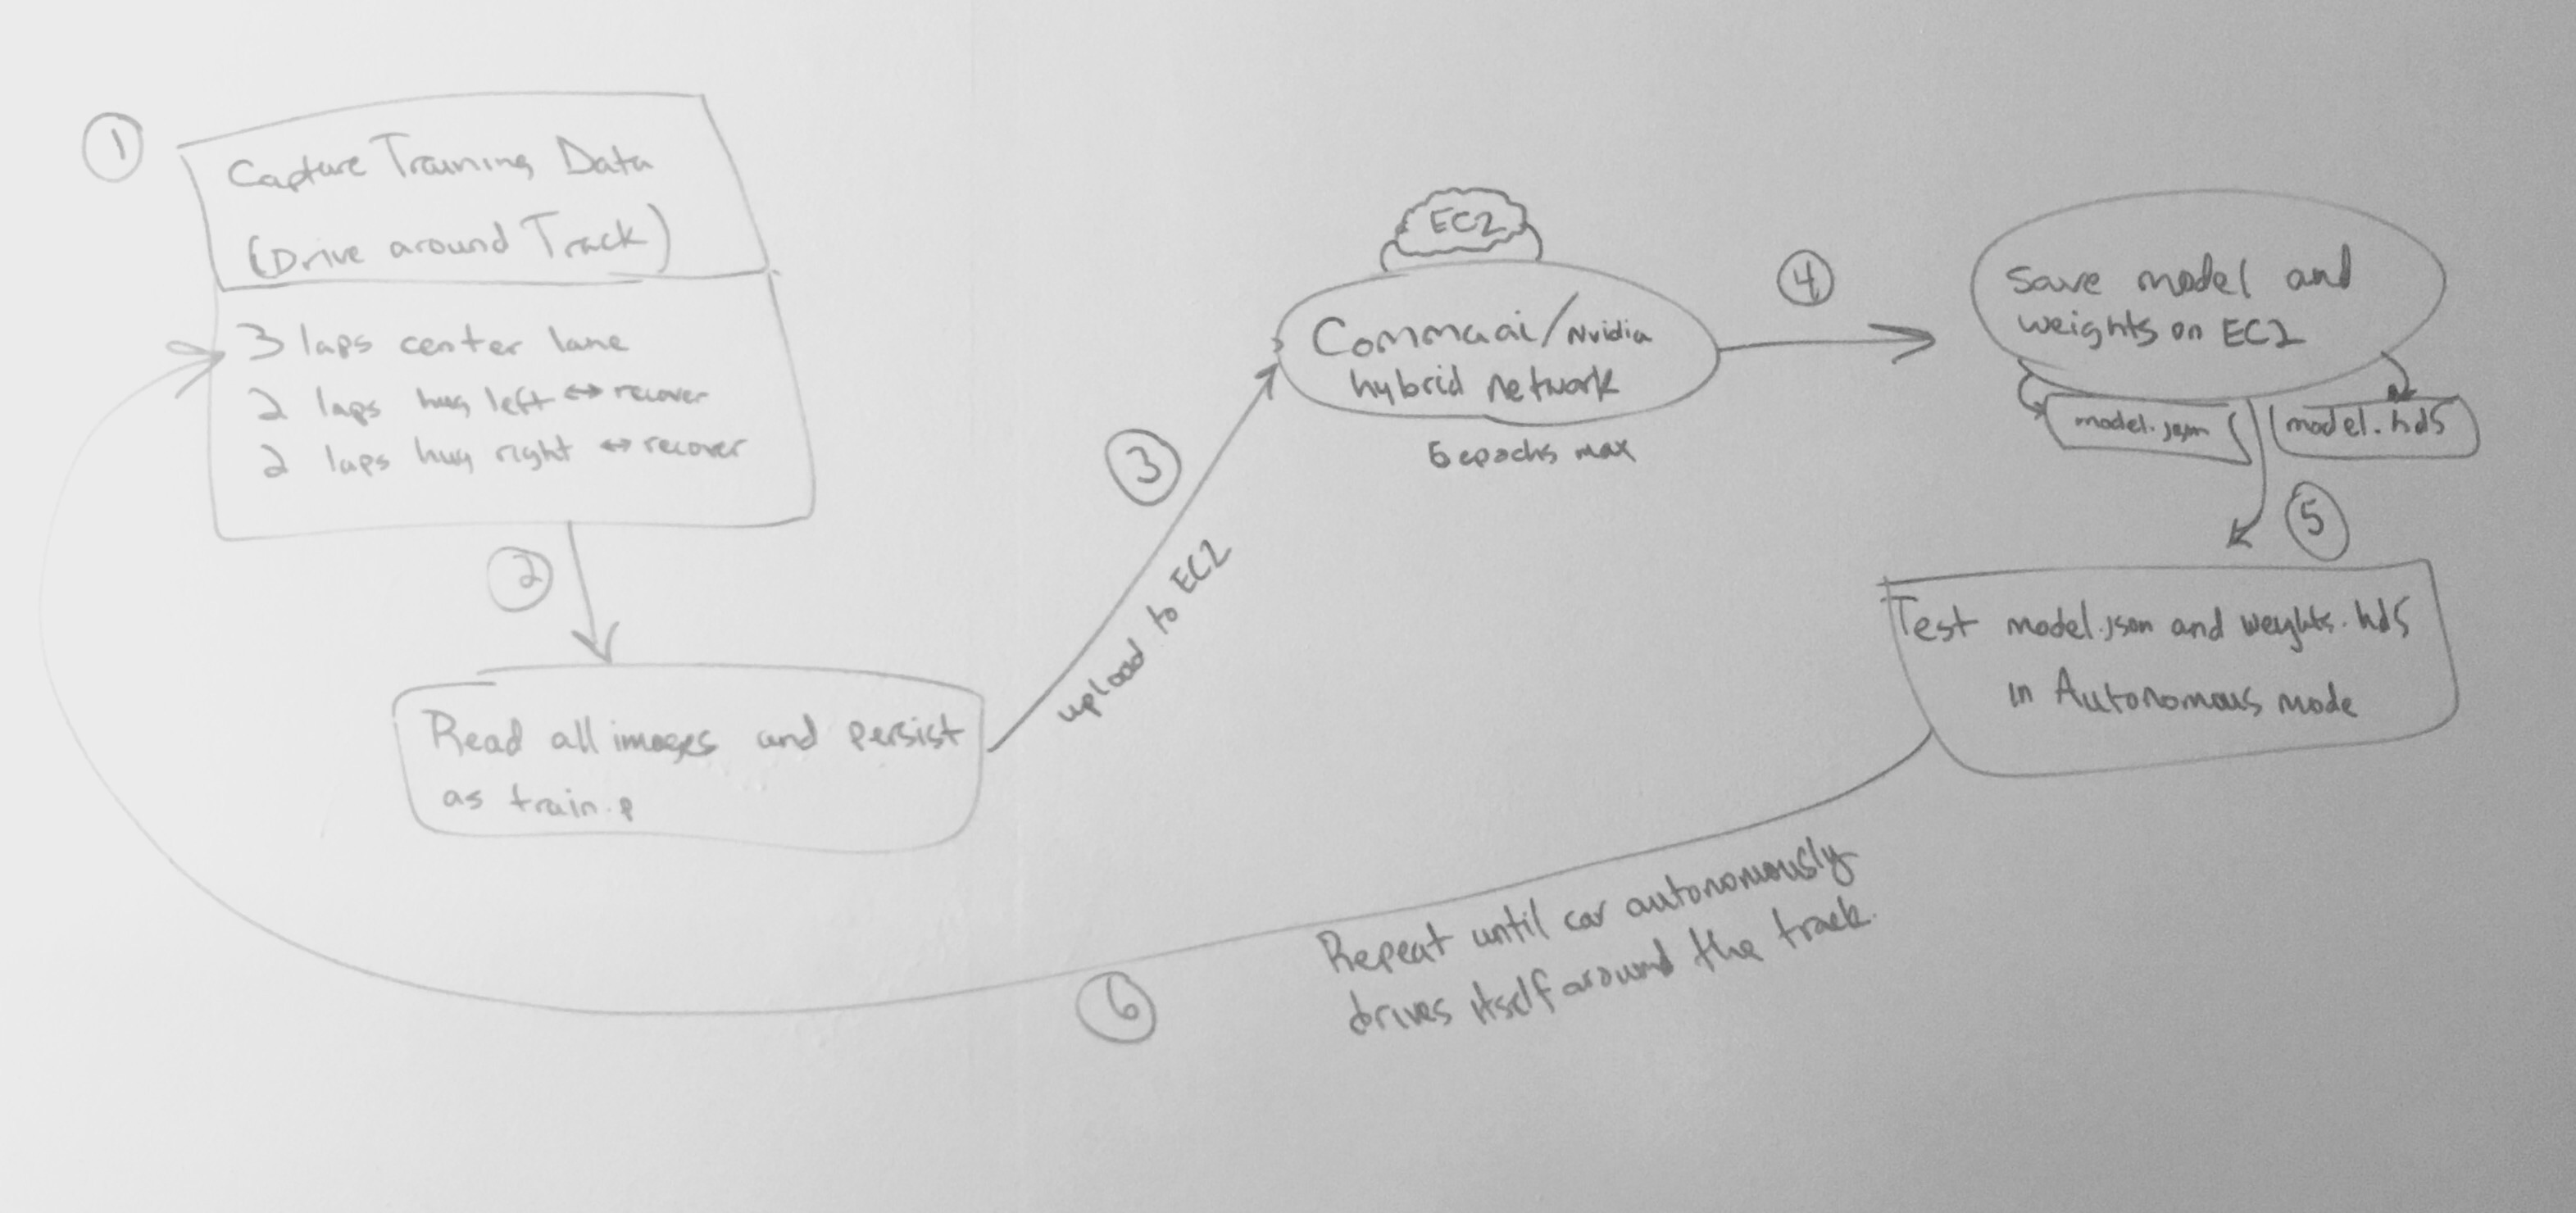 1
Capture Training Data
(Drive around Track)
3 laps center lane
2 laps hug left ↔ recover
2 laps hug right ↔ recover
2
Read all images and persist
as train.p
3
upload to EC2
EC2
Commaai/Nvidia
hybrid network
epochs max
4
save model and
weights on EC2
model.json
model.hd5
5
Test model.json and weights.hd5
in Autonomous mode
6
Repeat until car autonomously
drives itself around the track.